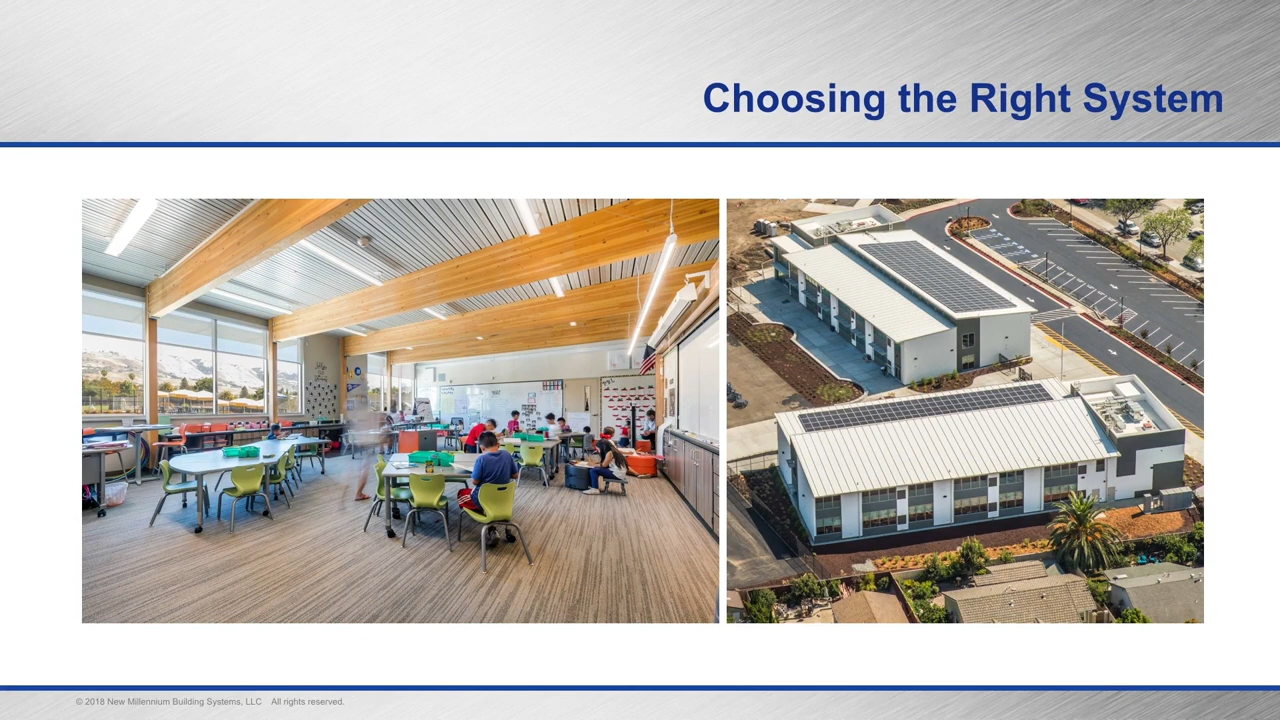 Choosing the Right System
© 2018 New Millennium Building Systems, LLC All rights reserved.